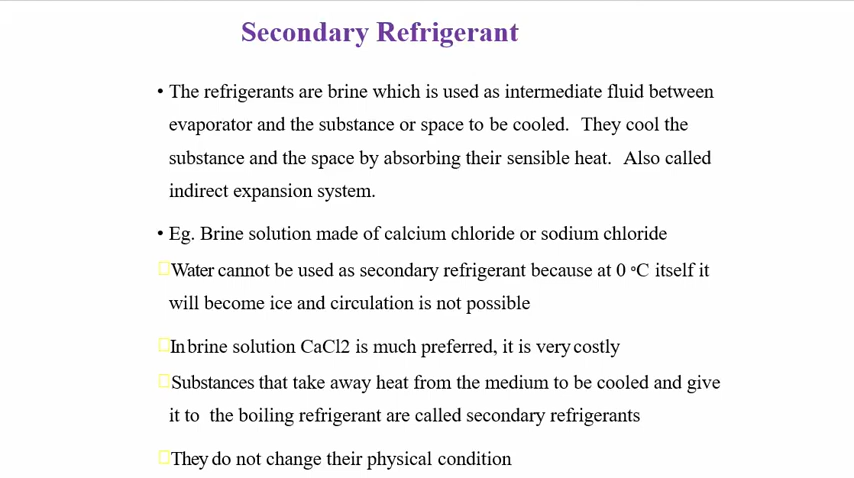 Secondary Refrigerant
• The refrigerants are brine which is used as intermediate fluid between
evaporator and the substance or space to be cooled. They cool the
substance and the space by absorbing their sensible heat. Also called
indirect expansion system.
• Eg. Brine solution made of calcium chloride or sodium chloride
Water cannot be used as secondary refrigerant because at 0 °C itself it
will become ice and circulation is not possible
In brine solution CaCl2 is much preferred, it is very costly
Substances that take away heat from the medium to be cooled and give
it to the boiling refrigerant are called secondary refrigerants
They do not change their physical condition